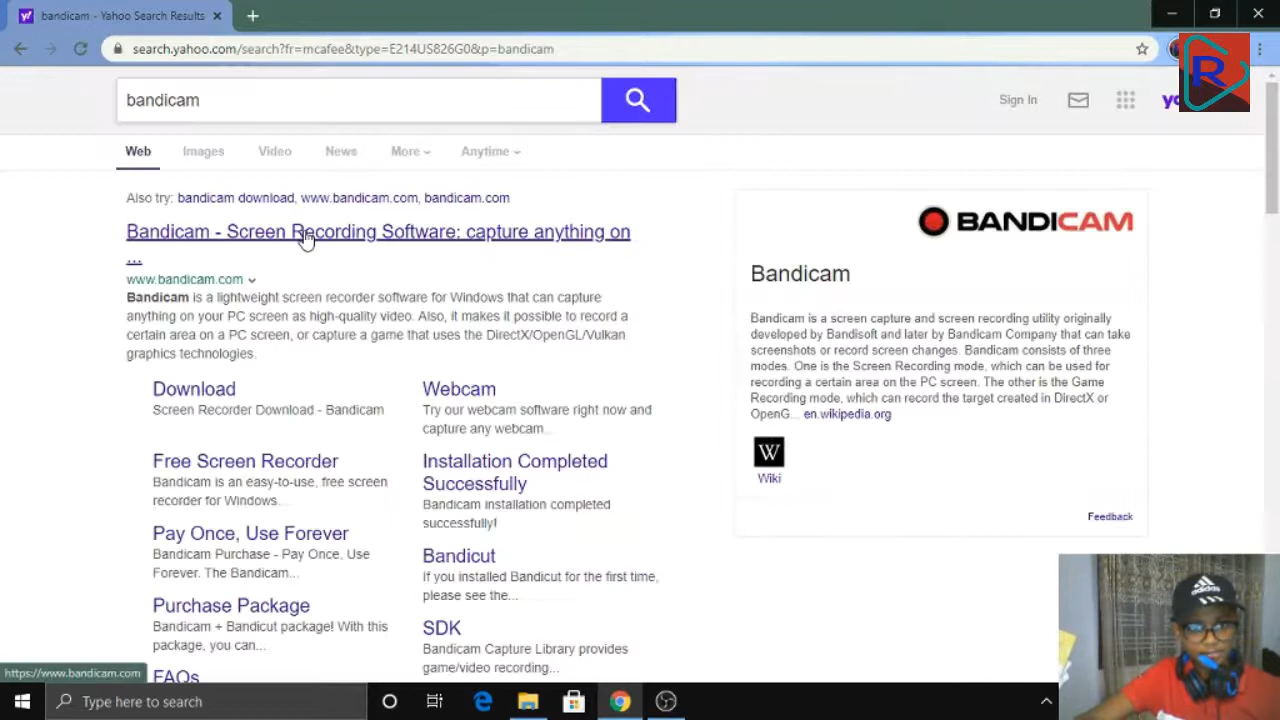 bandicam - Yahoo Search Results
search.yahoo.com/search?fr=mcafee&type=E214US826G0&p=bandicam
R
bandicam
Sign In
Web
Images
Video
News
More
Anytime
Also try: bandicam download, www.bandicam.com, bandicam.com
Bandicam - Screen Recording Software: capture anything on
...
www.bandicam.com
Bandicam is a lightweight screen recorder software for Windows that can capture
anything on your PC screen as high-quality video. Also, it makes it possible to record a
certain area on a PC screen, or capture a game that uses the DirectX/OpenGL/Vulkan
graphics technologies.
Download
Screen Recorder Download - Bandicam
Free Screen Recorder
Bandicam is an easy-to-use, free screen
recorder for Windows...
Pay Once, Use Forever
Bandicam Purchase - Pay Once, Use
Forever. The Bandicam...
Purchase Package
Bandicam + Bandicut package! With this
package, you can...
FAQs
Webcam
Try our webcam software right now and
capture any webcam...
Installation Completed
Successfully
Bandicam installation completed
successfully!
Bandicut
If you installed Bandicut for the first time,
please see the...
SDK
Bandicam Capture Library provides
game/video recording...
BANDICAM
Bandicam
Bandicam is a screen capture and screen recording utility originally
developed by Bandisoft and later by Bandicam Company that can take
screenshots or record screen changes. Bandicam consists of three
modes. One is the Screen Recording mode, which can be used for
recording a certain area on the PC screen. The other is the Game
Recording mode, which can record the target created in DirectX or
OpenG... en.wikipedia.org
W
Wiki
Feedback
adidas
https://www.bandicam.com
Type here to search